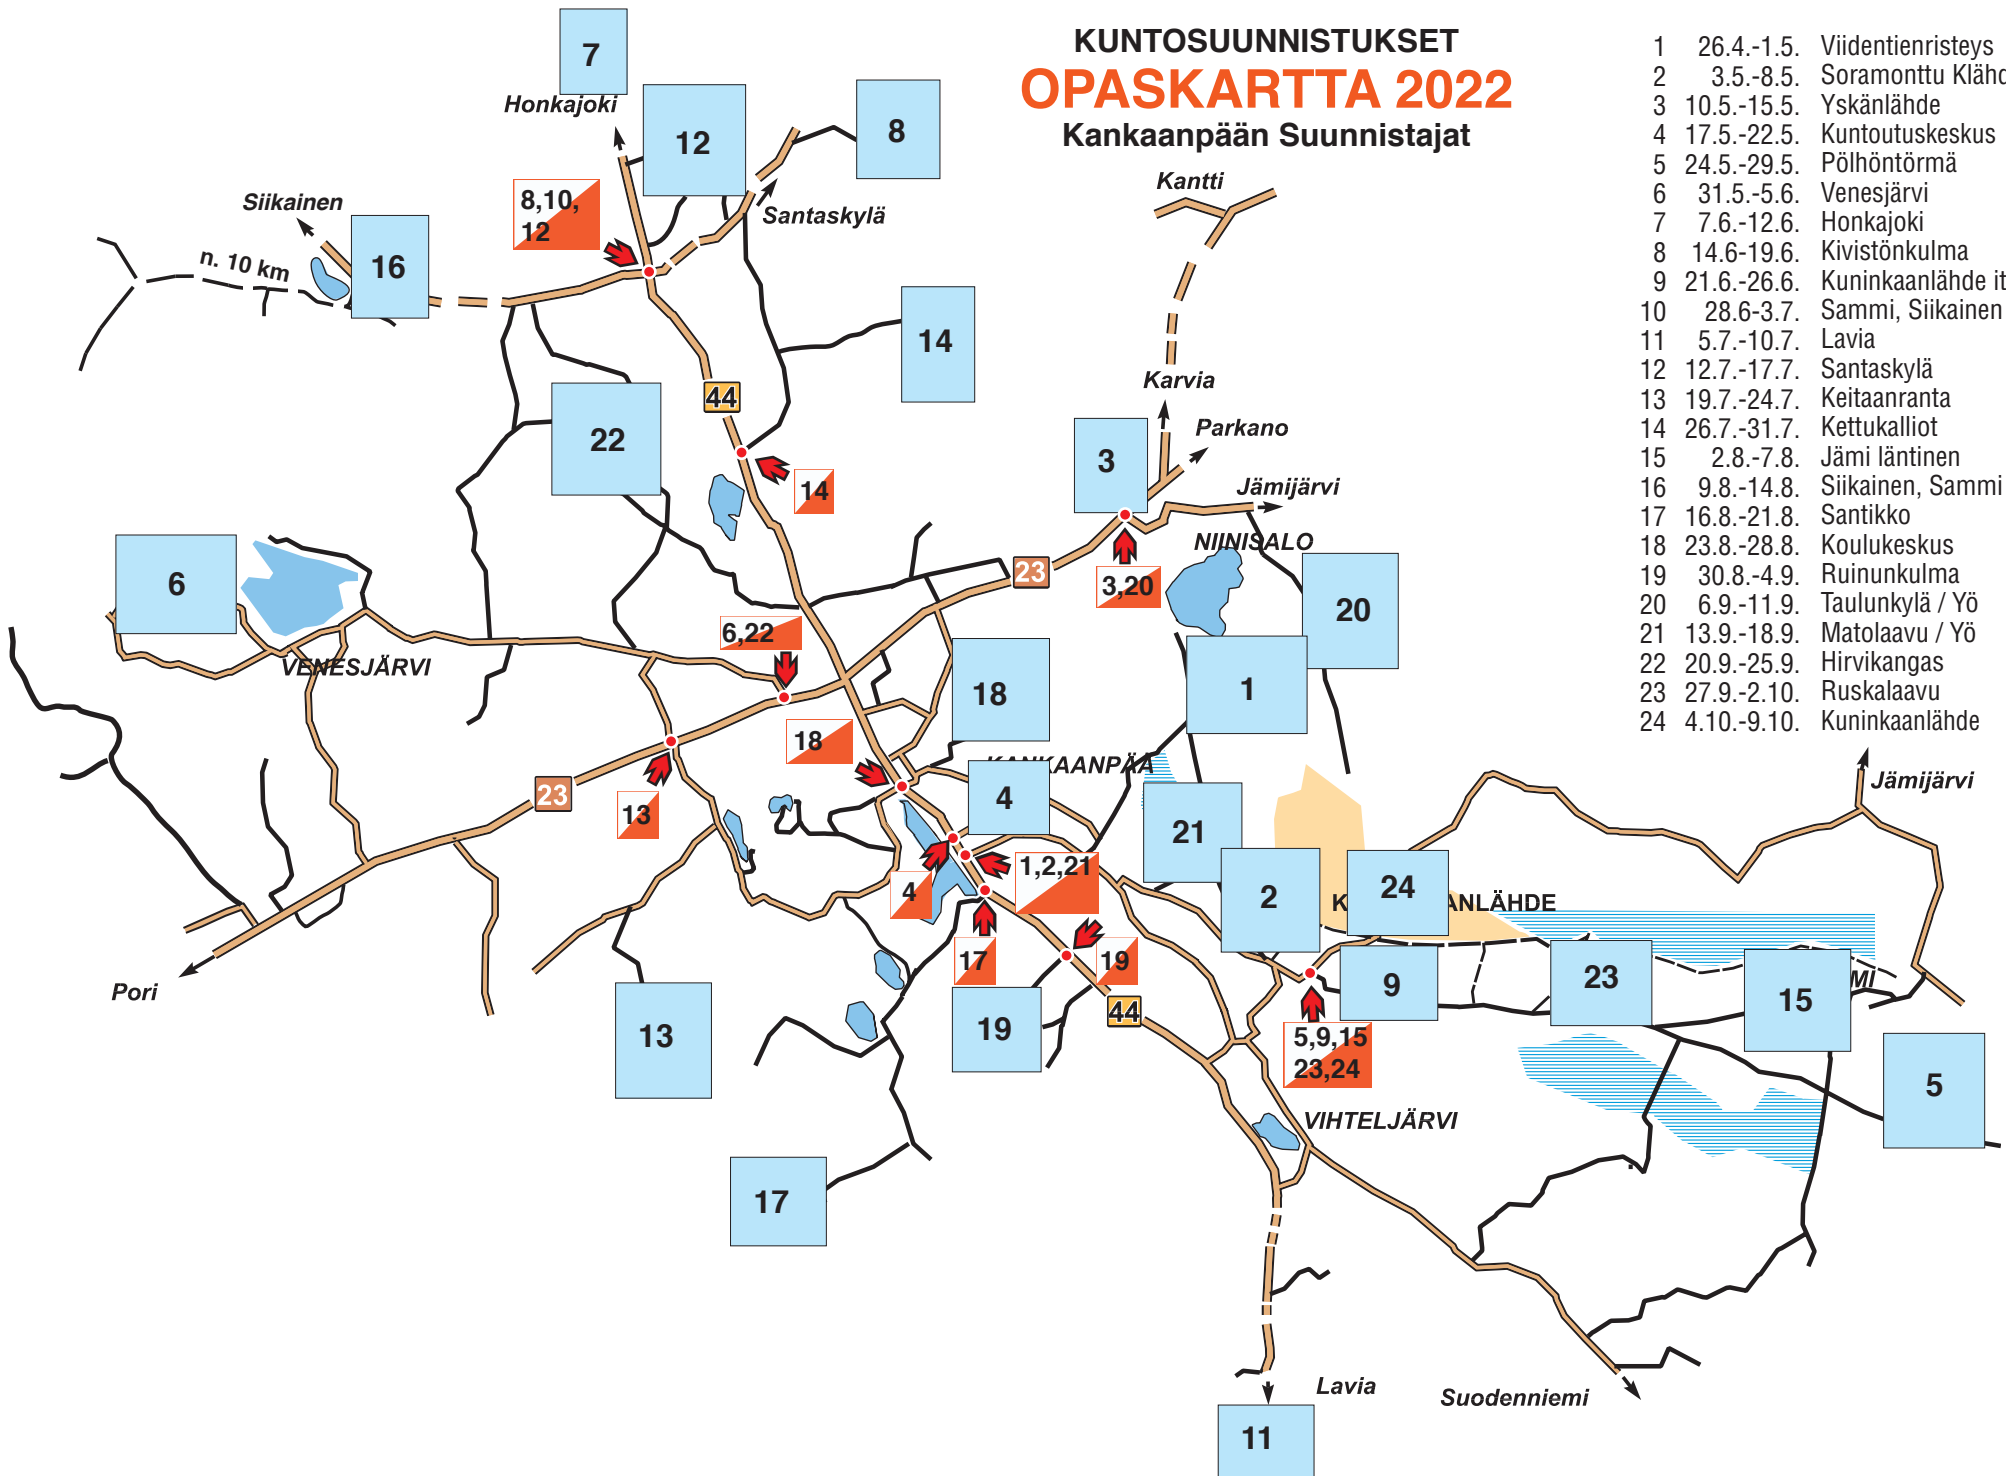 KUNTOSUUNNISTUKSET
OPASKARTTA 2022
Kankaanpään Suunnistajat
1 26.4.-1.5. Viidentienristeys
2 3.5.-8.5. Soramonttu
3 10.5.-15.5. Yskänlähde
4 17.5.-22.5. Kuntoutuskeskus
5 24.5.-29.5. Pölhöntörmä
6 31.5.-5.6. Venesjärvi
7 7.6.-12.6. Honkajoki
8 14.6-19.6. Kivistönkulma
9 21.6.-26.6. Kuninkaanlähde
10 28.6-3.7. Sammi, Siikainen
11 5.7.-10.7. Lavia
12 12.7.-17.7. Santaskylä
13 19.7.-24.7. Keitaanranta
14 26.7.-31.7. Kettukalliot
15 2.8.-7.8. Jämi läntinen
16 9.8.-14.8. Siikainen, Sammi
17 16.8.-21.8. Santikko
18 23.8.-28.8. Koulukeskus
19 30.8.-4.9. Ruinunkulma
20 6.9.-11.9. Taulunkylä / Yö
21 13.9.-18.9. Matolaavu / Yö
22 20.9.-25.9. Hirvikangas
23 27.9.-2.10. Ruskalaavu
24 4.10.-9.10. Kuninkaanlähde
7
Honkajoki
12
8
8,10,
12
Santaskylä
Siikainen
n. 10 km
16
Kantti
14
44
22
14
Karvia
Parkano
3
Jämijärvi
NIINISALO
23
3,20
20
6
VENESJÄRVI
6,22
18
18
1
KANKAANPÄÄ
4
23
13
4
1,2,21
21
2
24
Jämijärvi
17
19
44
19
9
23
15
5
5,9,15
23,24
Pori
13
17
VIHTELJÄRVI
Lavia
Suodenniemi
11